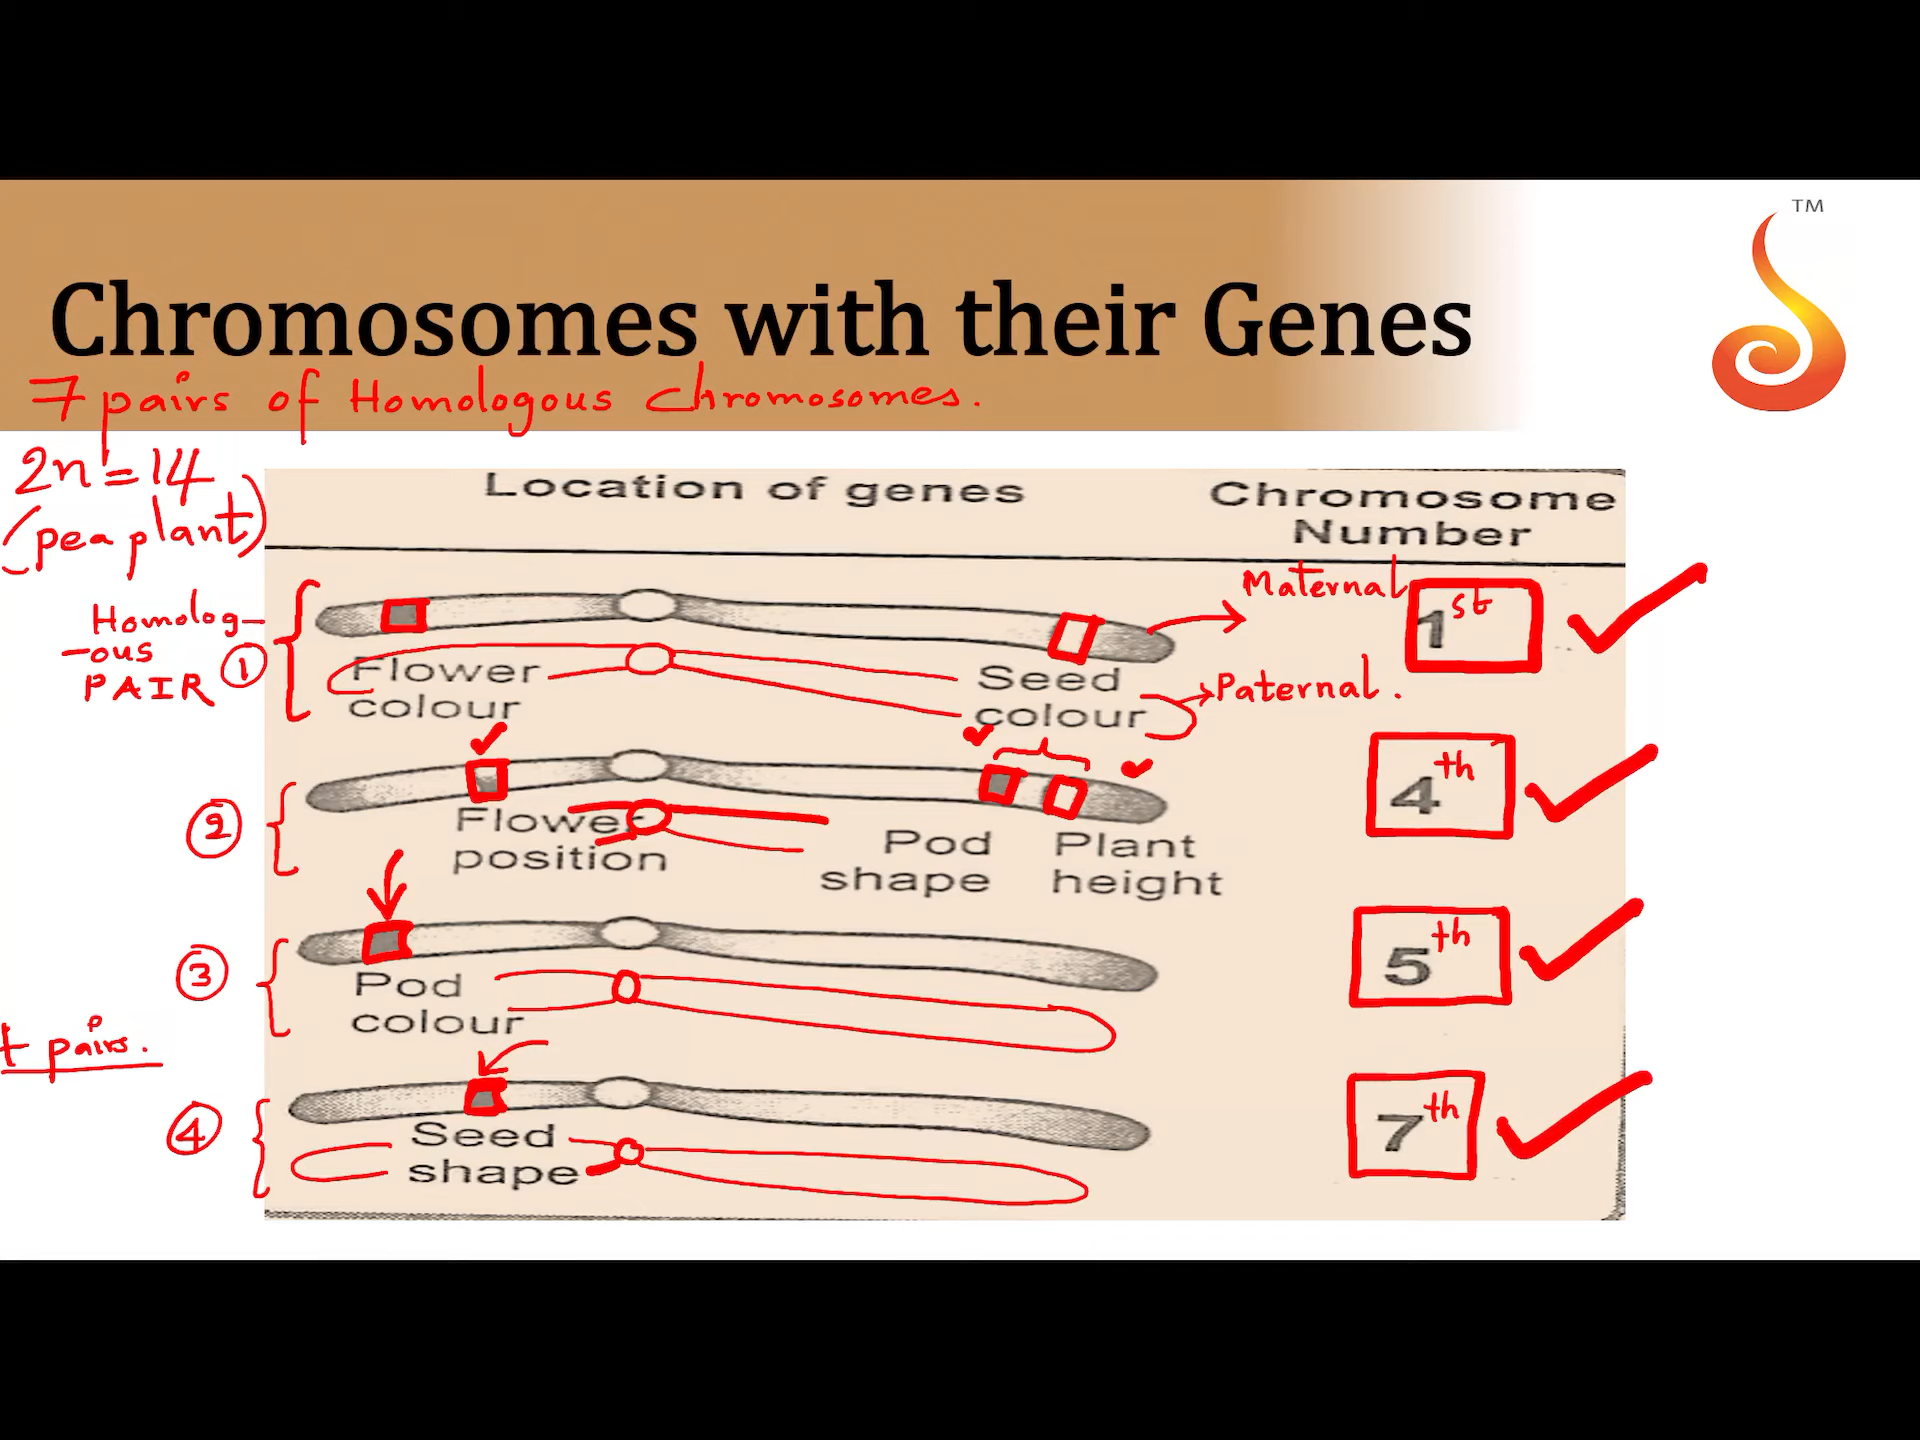 TM
Chromosomes with their Genes
7 pairs of Homologous Chromosomes.
2n = 14
(pea plant)
Location of genes
Chromosome
Number
Maternal
1st
Homolog-
-ous
PAIR
1
Flower
colour
Seed
colour
Paternal.
4th
2
Flower
position
Pod
shape
Plant
height
5th
3
Pod
colour
pairs.
7th
4
Seed
shape